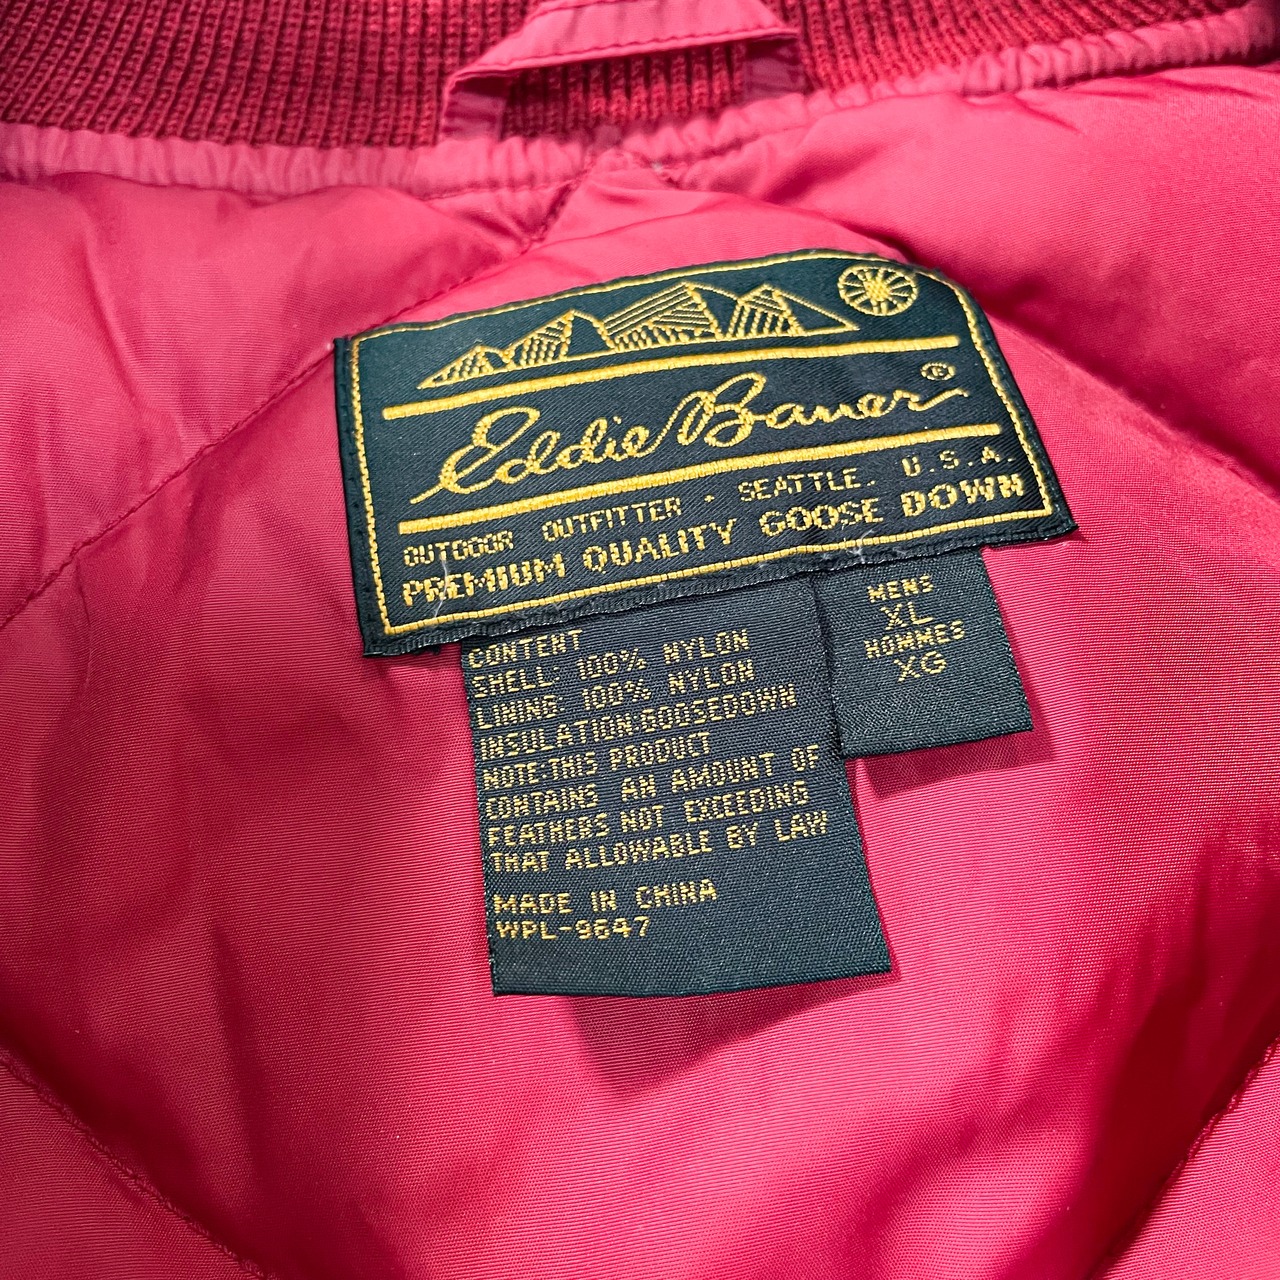 Eddie Bauer®
OUTDOOR OUTFITTER . SEATTLE. U.S.A.
PREMIUM QUALITY GOOSE DOWN
MENS
XL
HOMMES
XG
CONTENT
SHELL: 100% NYLON
LINING: 100% NYLON
INSULATION:GOOSEDOWN
NOTE:THIS PRODUCT
CONTAINS AN AMOUNT OF
FEATHERS NOT EXCEEDING
THAT ALLOWABLE BY LAW
MADE IN CHINA
WPL-9647